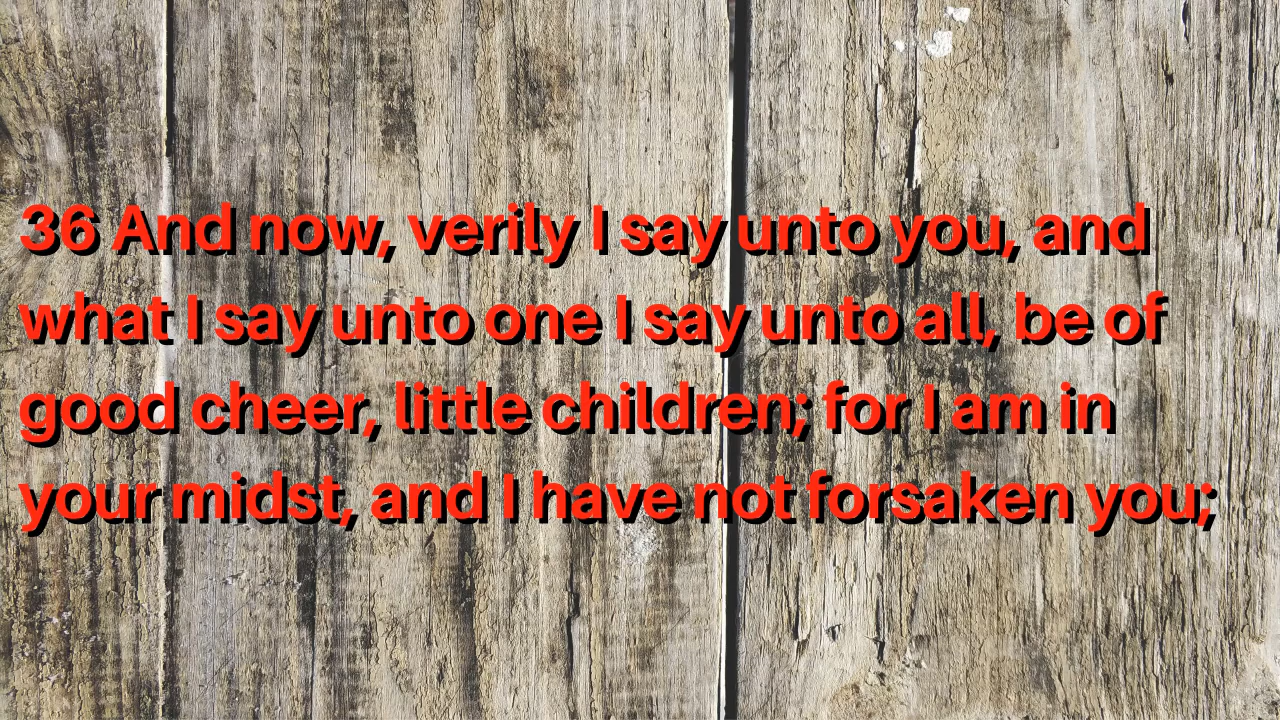 36 And now, verily I say unto you, and
what I say unto one I say unto all, be of
good cheer, little children; for I am in
your midst, and I have not forsaken you;